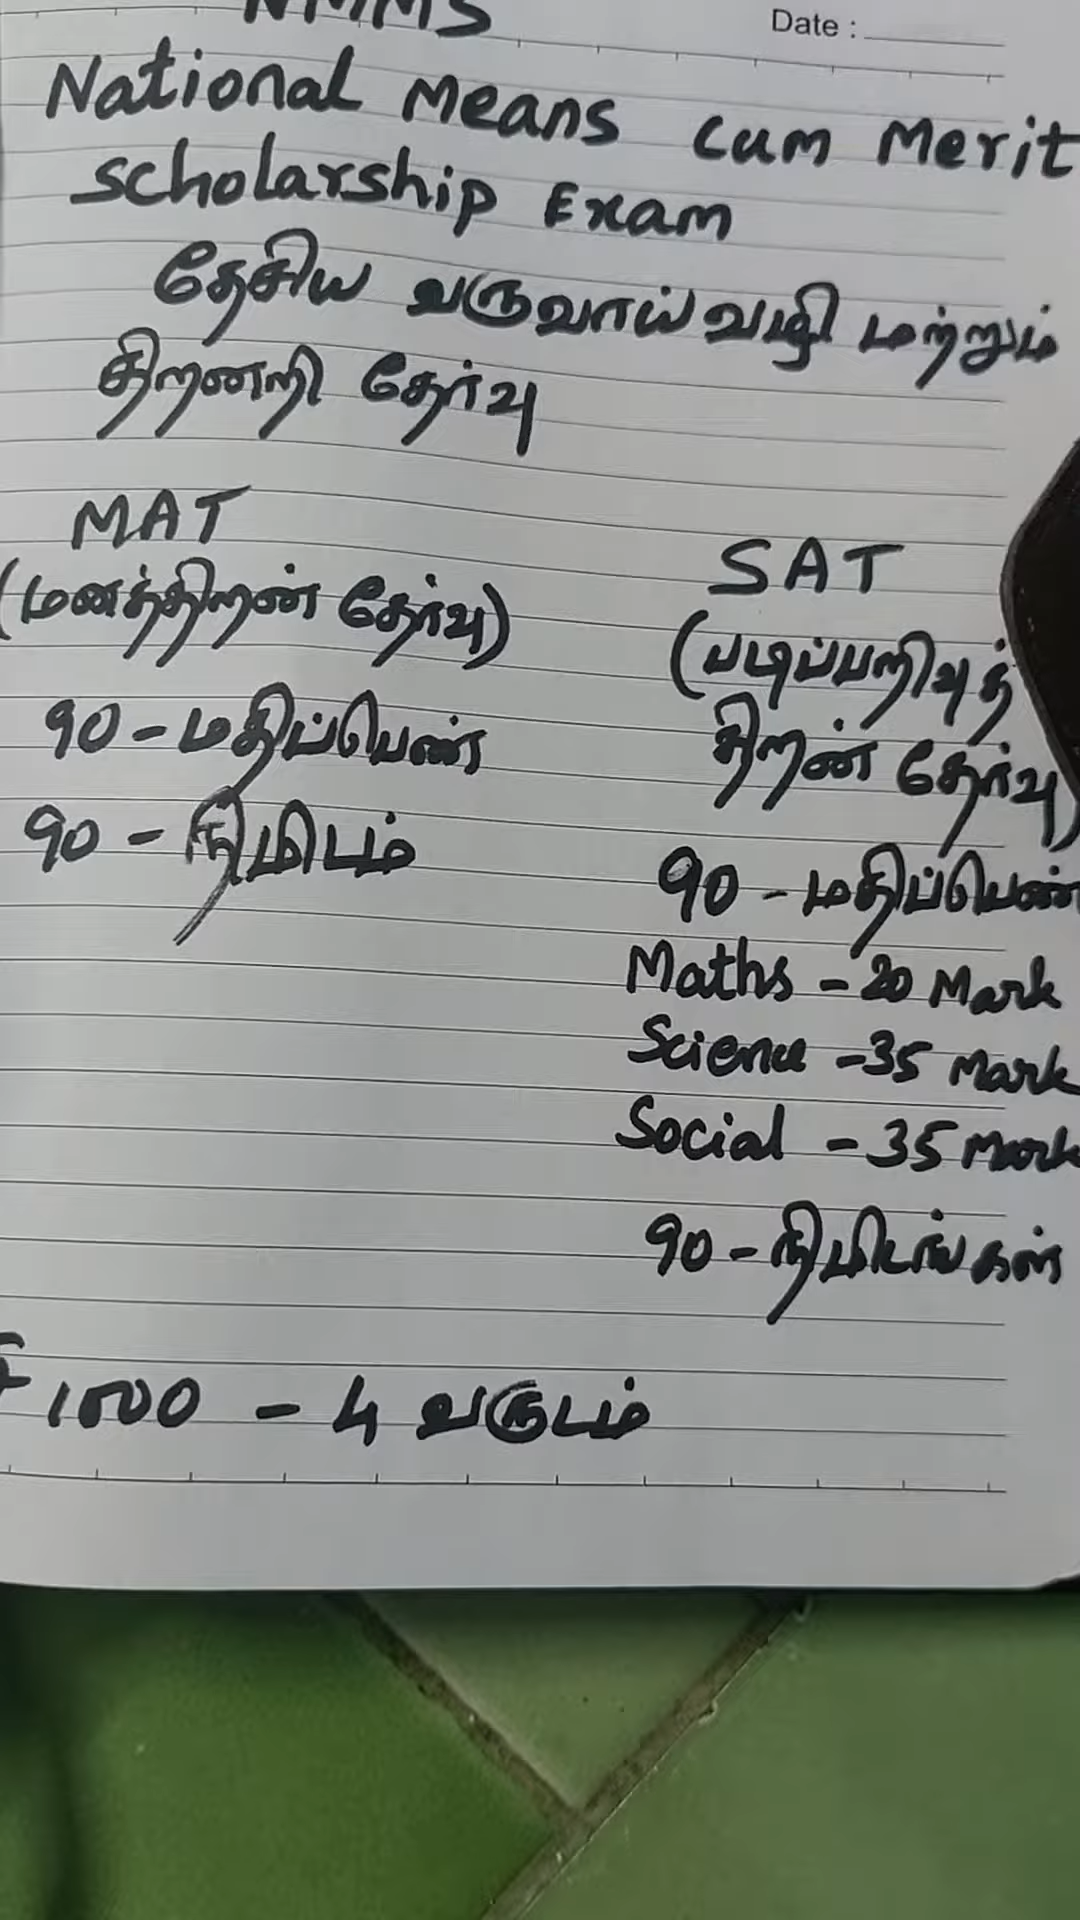 NMMS
Date :
National Means Cum Merit
Scholarship Exam
தேசிய வருவாய் வழி மற்றும்
திறனறி தேர்வு
MAT
(மனத்திறன் தேர்வு)
90 - மதிப்பெண்
90 - நிமிடம்
SAT
(படிப்பறிவுத்
திறன் தேர்வு)
90 - மதிப்பெண்
Maths - 20 Mark
Science - 35 Mark
Social - 35 Mark
90 - நிமிடங்கள்
₹ 1000 - 4 வருடம்